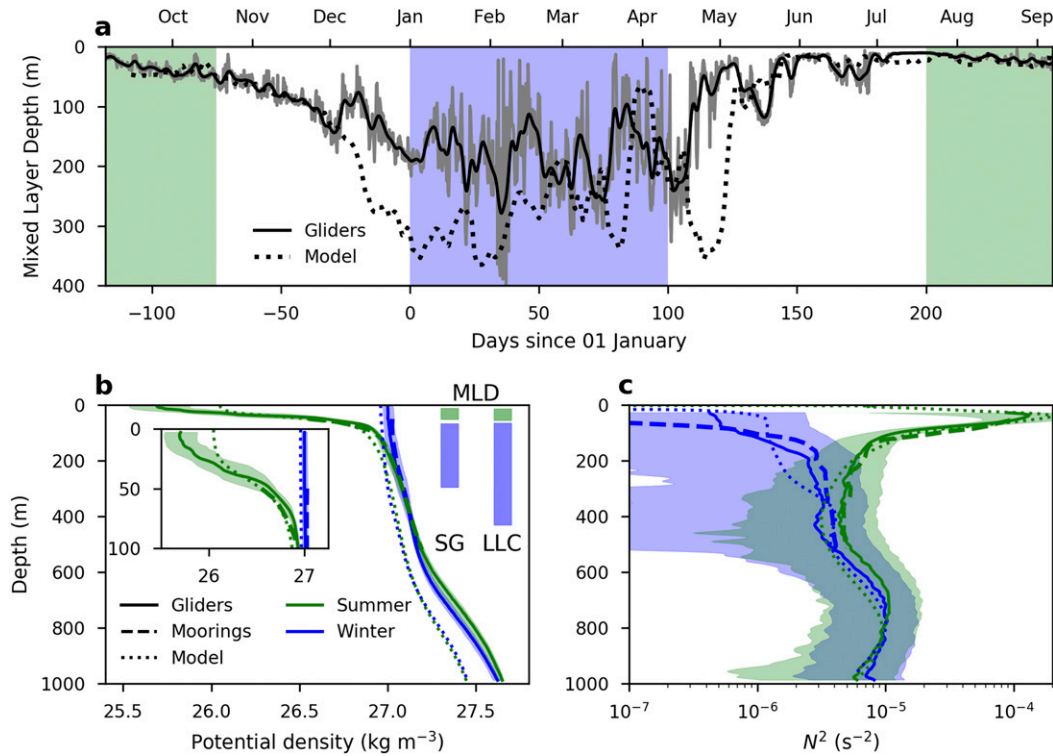 a
Oct Nov Dec Jan Feb Mar Apr May Jun Jul Aug Sep
0
100
200
300
400
Mixed Layer Depth (m)
Gliders
Model
−100 −50 0 50 100 150 200
Days since 01 January
b
MLD
SG LLC
0
200
400
600
800
1000
Depth (m)
0
50
100
26 27
Gliders
Moorings
Model
Summer
Winter
25.5 26.0 26.5 27.0 27.5
Potential density (kg m⁻³)
c
0
200
400
600
800
1000
10⁻⁷ 10⁻⁶ 10⁻⁵ 10⁻⁴
N² (s⁻²)